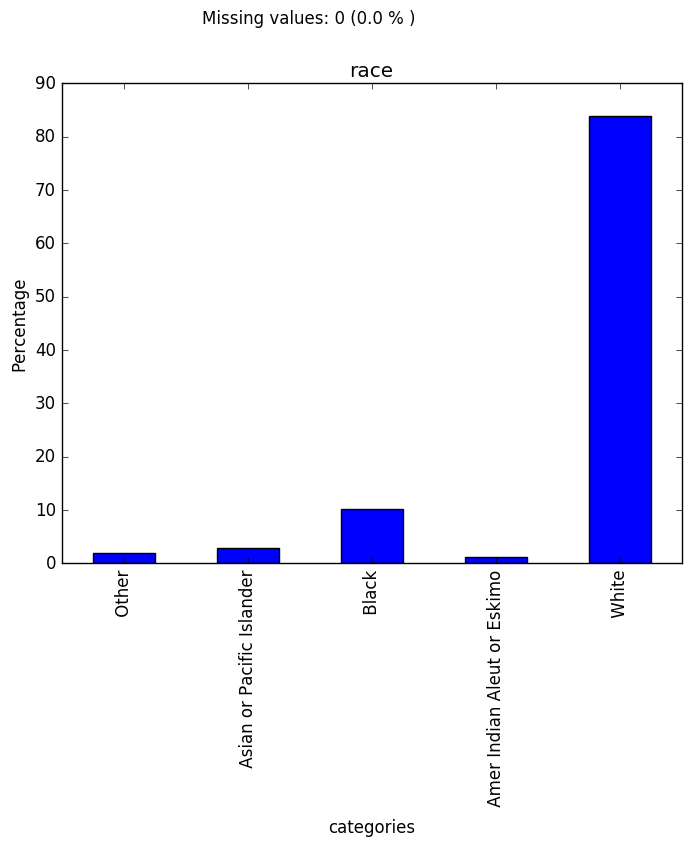 Missing values: 0 (0.0 % )
race
90
80
70
60
50
40
30
20
10
0
Percentage
Other
Asian or Pacific Islander
Black
Amer Indian Aleut or Eskimo
White
categories